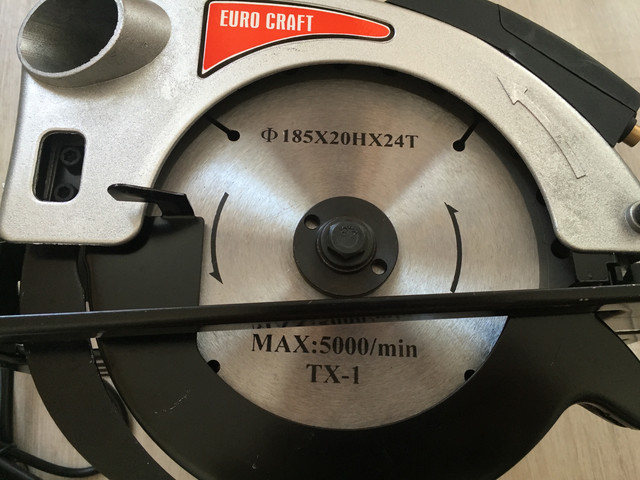 EURO CRAFT
Φ185X20HX24T
MAX:5000/min
TX-1